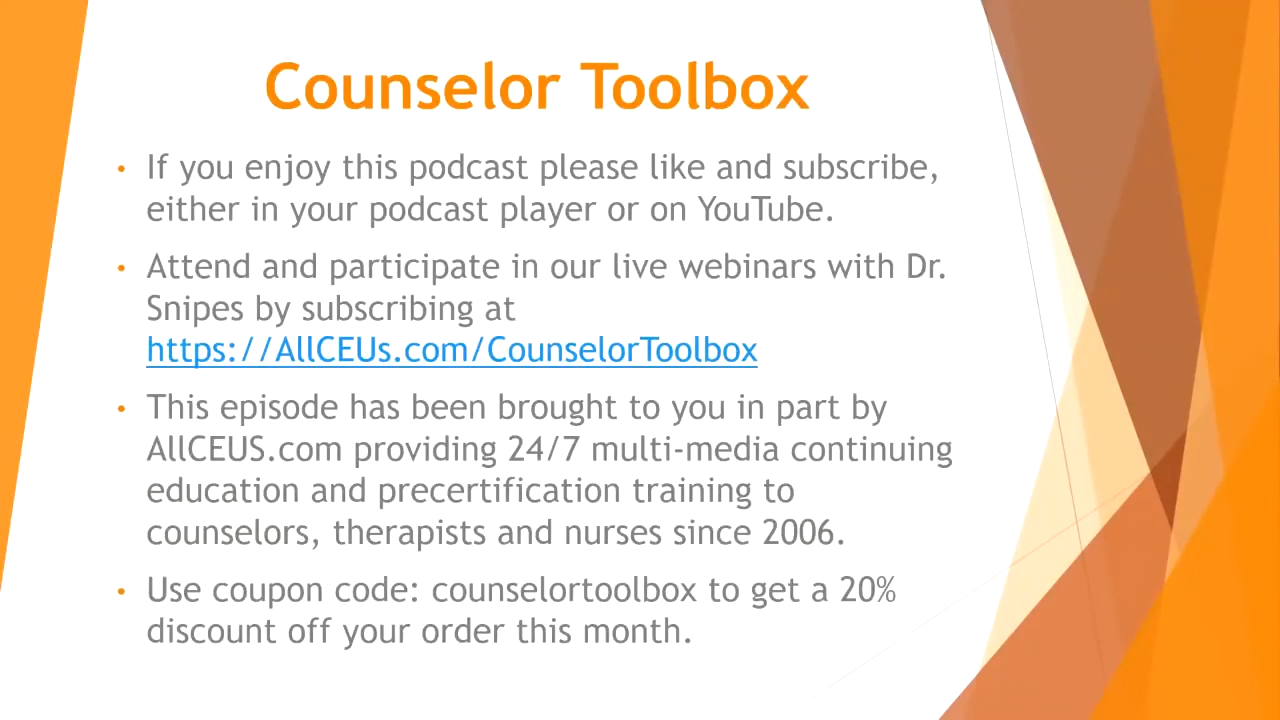 Counselor Toolbox
• If you enjoy this podcast please like and subscribe,
either in your podcast player or on YouTube.
• Attend and participate in our live webinars with Dr.
Snipes by subscribing at
https://AllCEUs.com/CounselorToolbox
• This episode has been brought to you in part by
AllCEUS.com providing 24/7 multi-media continuing
education and precertification training to
counselors, therapists and nurses since 2006.
• Use coupon code: counselortoolbox to get a 20%
discount off your order this month.